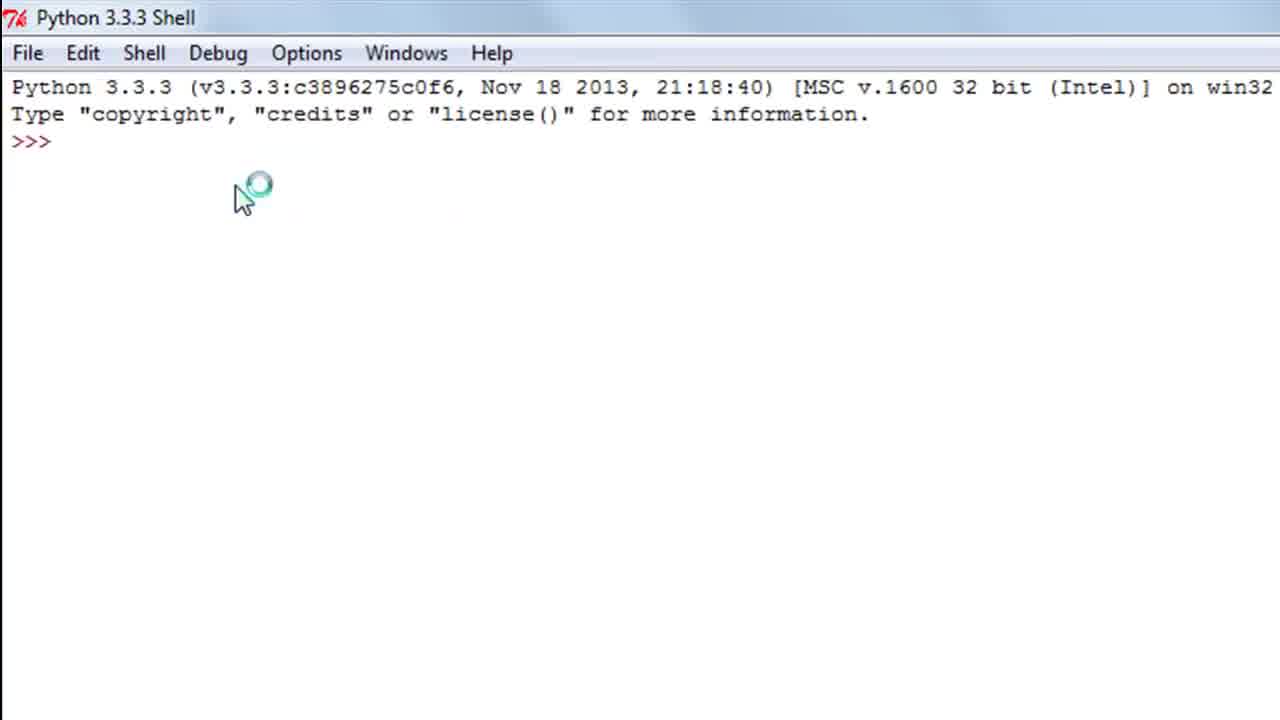 Python 3.3.3 Shell
File Edit Shell Debug Options Windows Help
Python 3.3.3 (v3.3.3:c3896275c0f6, Nov 18 2013, 21:18:40) [MSC v.1600 32 bit (Intel)] on win32
Type "copyright", "credits" or "license()" for more information.
>>>